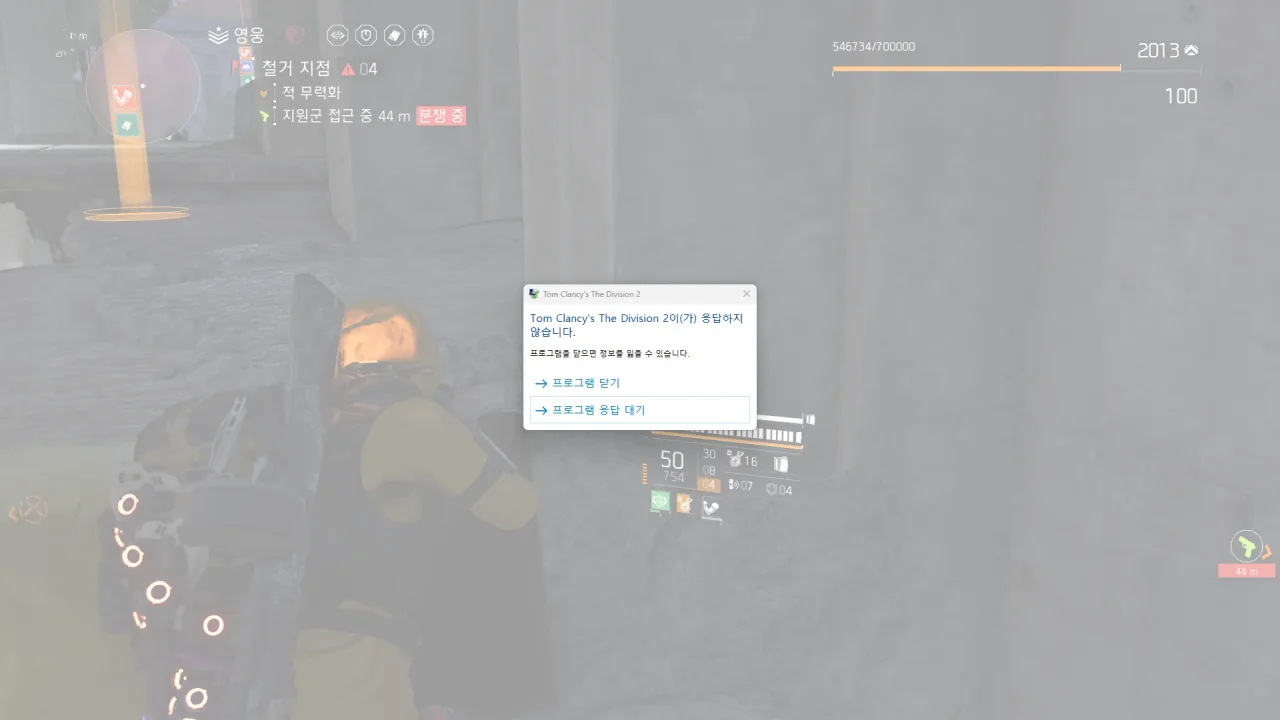 영웅
철거 지점 04
적 무력화
지원군 접근 중 44 m 분쟁 중
546734/700000
2013
100
Tom Clancy's The Division 2
Tom Clancy's The Division 2이(가) 응답하지
않습니다.
프로그램을 닫으면 정보를 잃을 수 있습니다.
프로그램 닫기
프로그램 응답 대기
50
754
30
08
04
16
07
04
44 m